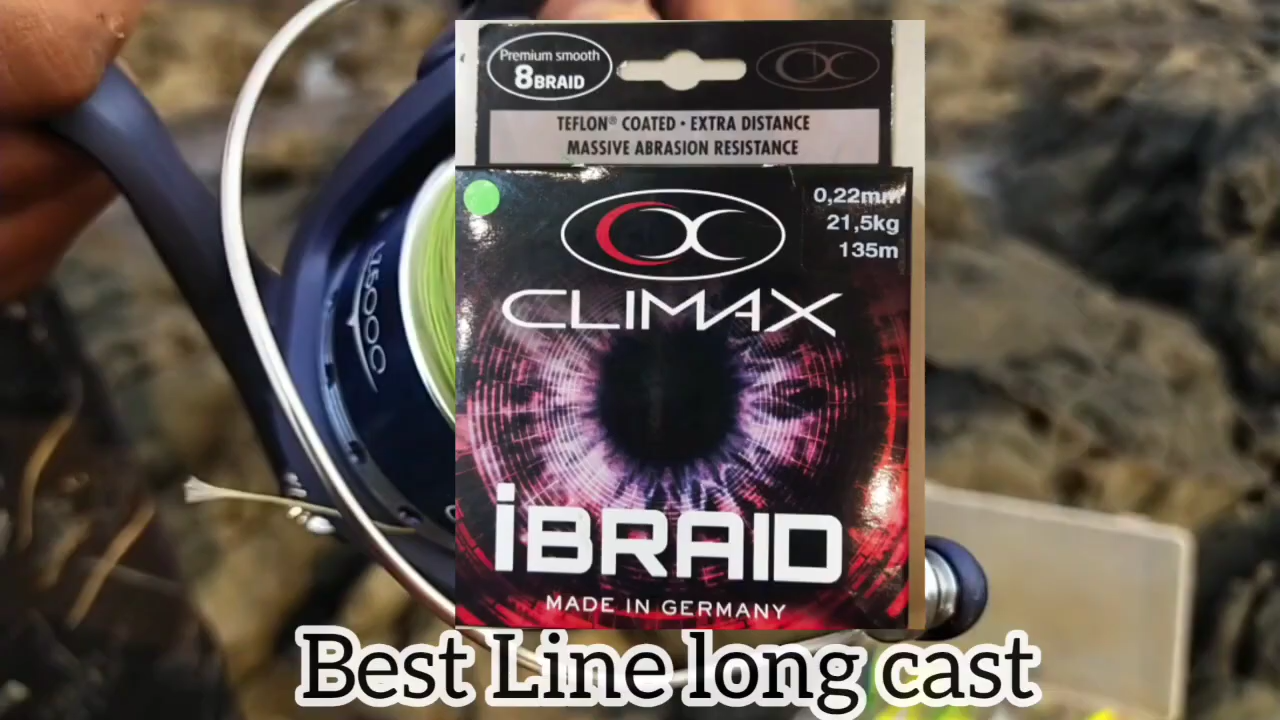 Premium smooth
8BRAID
TEFLON® COATED • EXTRA DISTANCE
MASSIVE ABRASION RESISTANCE
0,22mm
21,5kg
135m
CLIMAX
iBRAID
MADE IN GERMANY
Best Line long cast